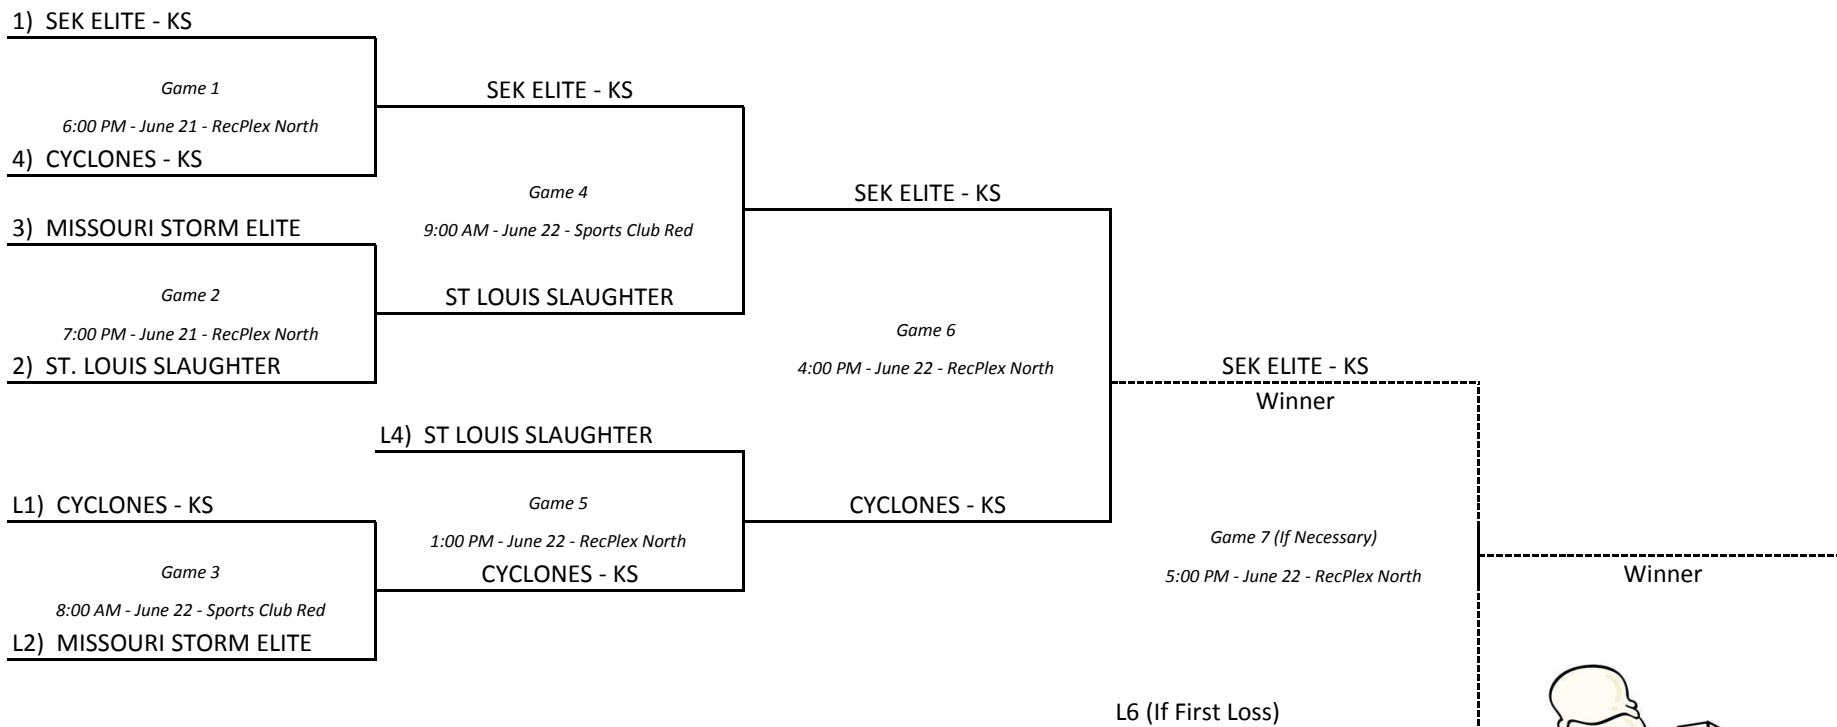 1) SEK ELITE - KS
Game 1
6:00 PM - June 21 - RecPlex North
4) CYCLONES - KS
3) MISSOURI STORM ELITE
Game 2
7:00 PM - June 21 - RecPlex North
2) ST. LOUIS SLAUGHTER
L1) CYCLONES - KS
Game 3
8:00 AM - June 22 - Sports Club Red
L2) MISSOURI STORM ELITE
SEK ELITE - KS
Game 4
9:00 AM - June 22 - Sports Club Red
ST LOUIS SLAUGHTER
L4) ST LOUIS SLAUGHTER
Game 5
1:00 PM - June 22 - RecPlex North
CYCLONES - KS
SEK ELITE - KS
Game 6
4:00 PM - June 22 - RecPlex North
CYCLONES - KS
SEK ELITE - KS
Winner
Game 7 (If Necessary)
5:00 PM - June 22 - RecPlex North
L6 (If First Loss)
Winner